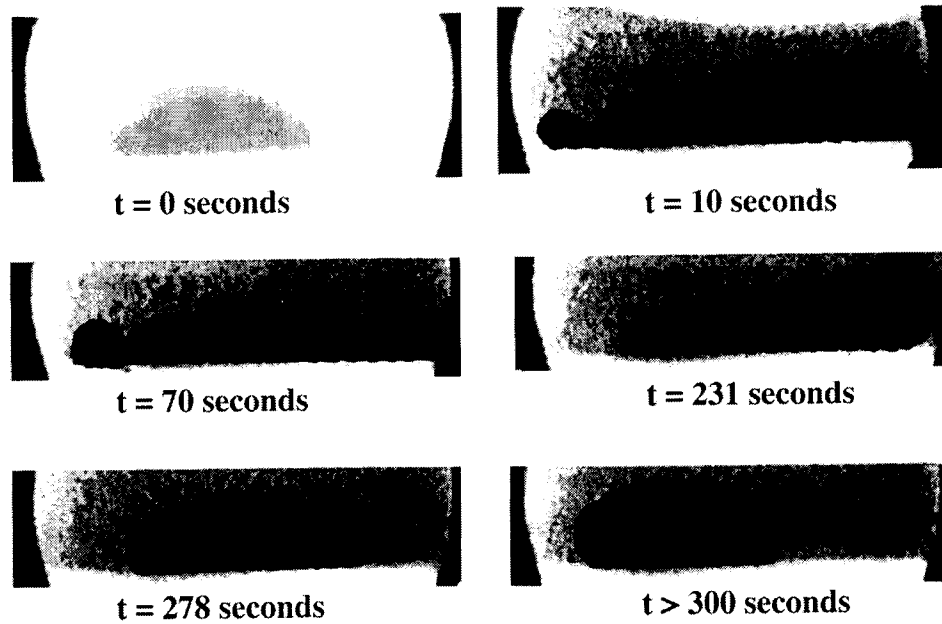 t = 0 seconds
t = 10 seconds
t = 70 seconds
t = 231 seconds
t = 278 seconds
t > 300 seconds